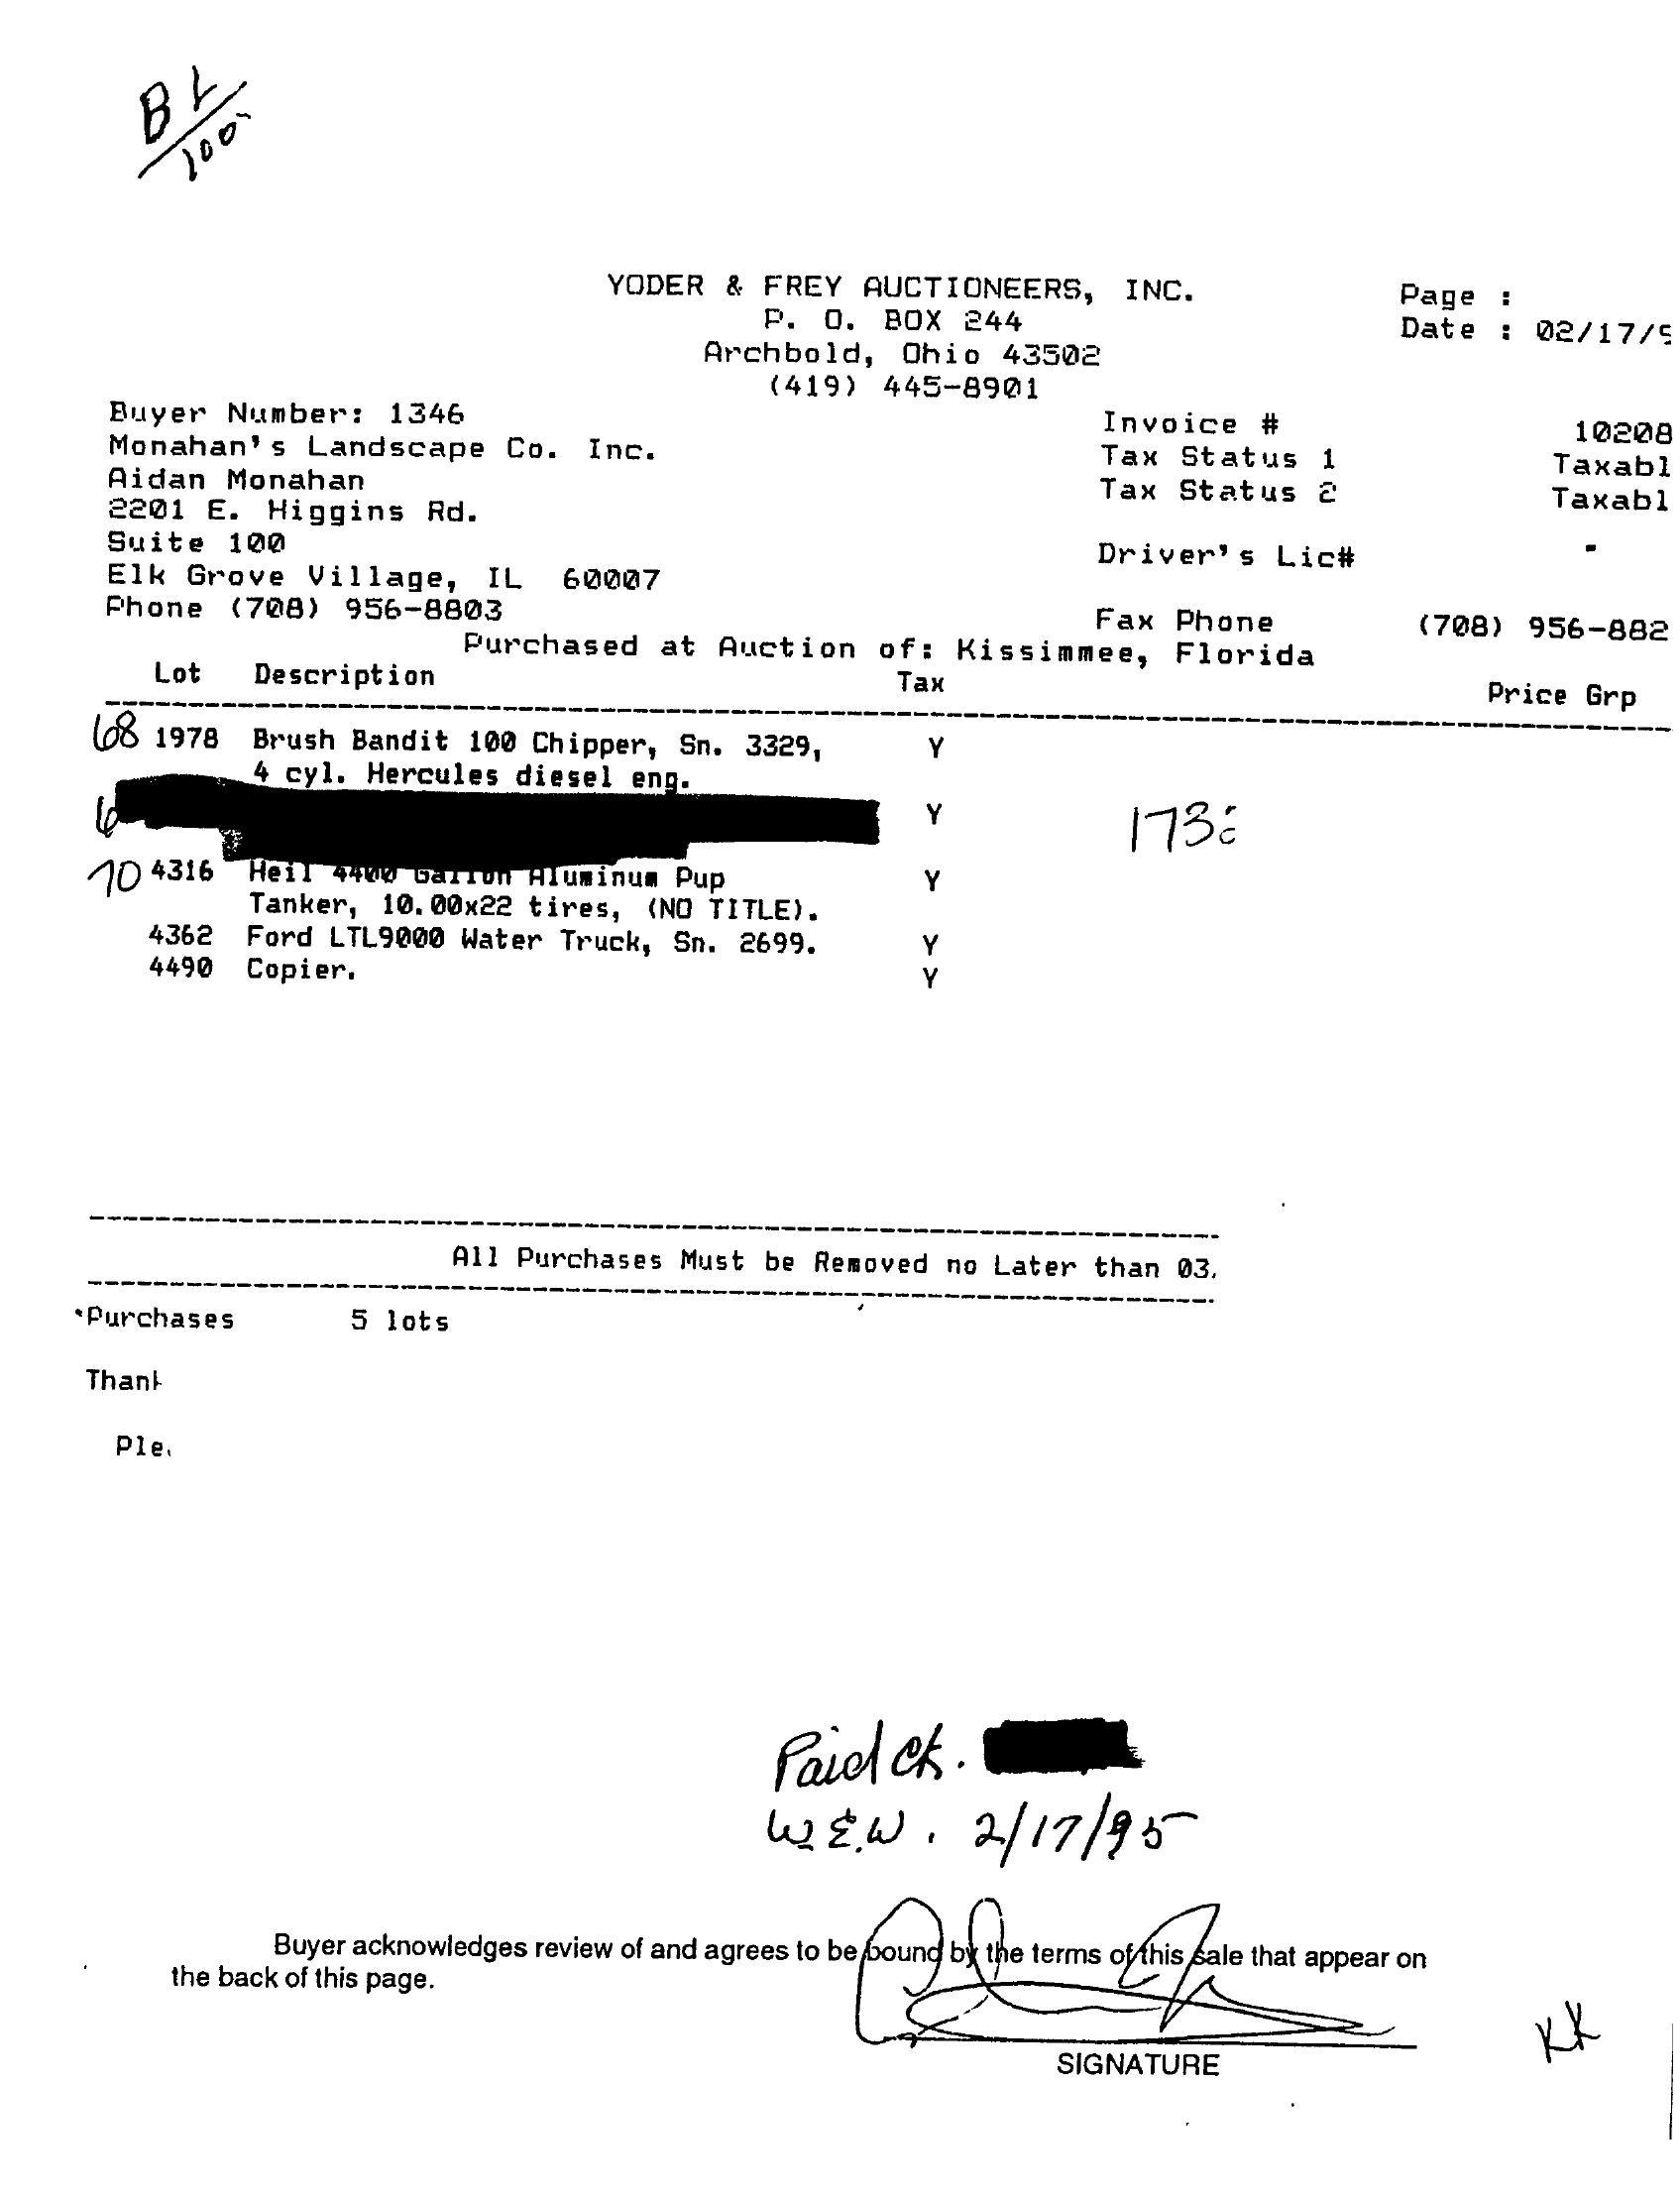 BL/100
YODER & FREY AUCTIONEERS, INC.
P. O. BOX 244
Archbold, Ohio 43502
(419) 445-8901
Page :
Date : 02/17/9
Buyer Number: 1346
Monahan's Landscape Co. Inc.
Aidan Monahan
2201 E. Higgins Rd.
Suite 100
Elk Grove Village, IL 60007
Phone (708) 956-8803
Invoice # 10208
Tax Status 1 Taxabl
Tax Status 2 Taxabl
Driver's Lic# -
Fax Phone (708) 956-882
Purchased at Auction of: Kissimmee, Florida
Lot Description Tax Price Grp
68 1978 Brush Bandit 100 Chipper, Sn. 3329, Y
4 cyl. Hercules diesel eng.
Y
70 4316 Heil 4400 Gallon Aluminum Pup Y
Tanker, 10.00x22 tires, (NO TITLE).
4362 Ford LTL9000 Water Truck, Sn. 2699. Y
4490 Copier. Y
All Purchases Must be Removed no Later than 03
Purchases 5 lots
Thank
Ple
Paid Ck.
W.E.W. 2/17/95
Buyer acknowledges review of and agrees to be bound by the terms of this sale that appear on
the back of this page.
SIGNATURE
KK